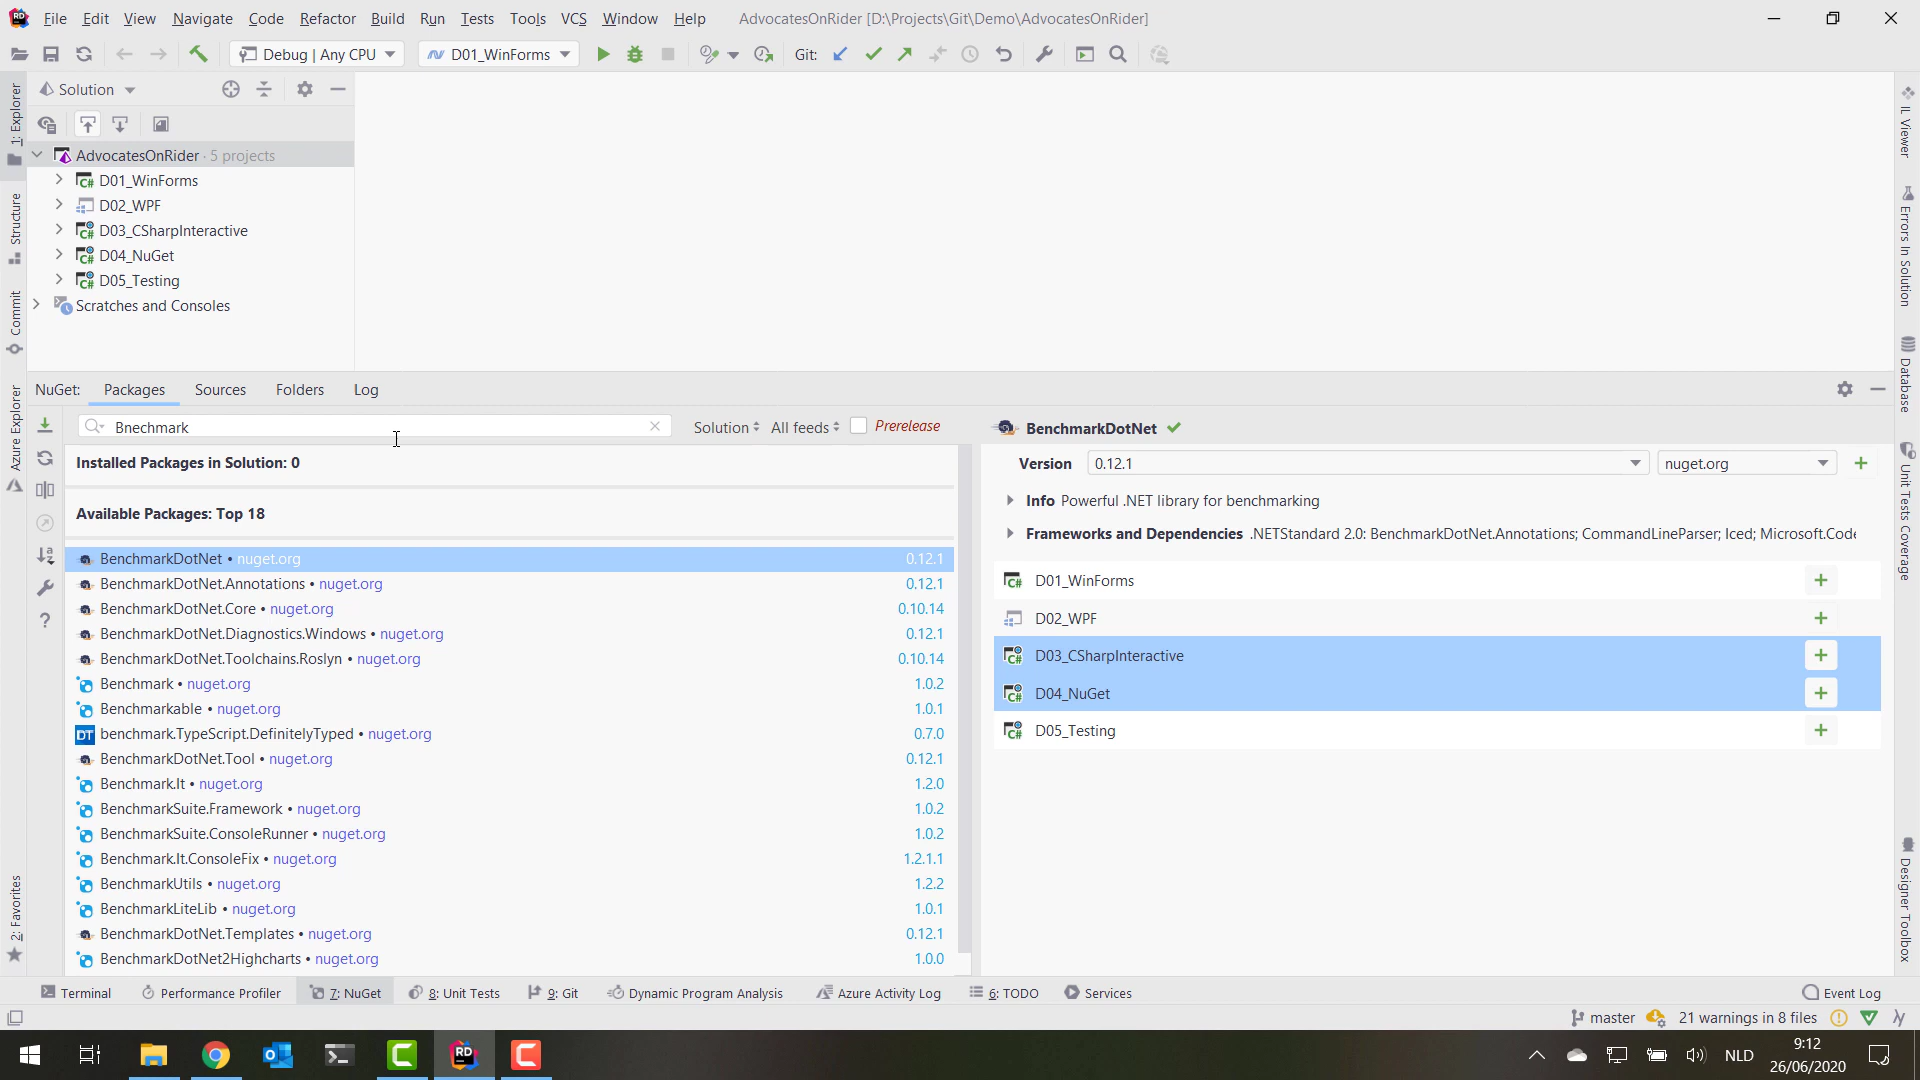 File Edit View Navigate Code Refactor Build Run Tests Tools VCS Window Help AdvocatesOnRider [D:\Projects\Git\Demo\AdvocatesOnRider]
Debug | Any CPU D01_WinForms Git:
Solution
1: Explorer
Structure
Commit
Azure Explorer
2: Favorites
AdvocatesOnRider · 5 projects
D01_WinForms
D02_WPF
D03_CSharpInteractive
D04_NuGet
D05_Testing
Scratches and Consoles
NuGet: Packages Sources Folders Log
Bnechmark
Solution All feeds Prerelease
Installed Packages in Solution: 0
Available Packages: Top 18
BenchmarkDotNet • nuget.org 0.12.1
BenchmarkDotNet.Annotations • nuget.org 0.12.1
BenchmarkDotNet.Core • nuget.org 0.10.14
BenchmarkDotNet.Diagnostics.Windows • nuget.org 0.12.1
BenchmarkDotNet.Toolchains.Roslyn • nuget.org 0.10.14
Benchmark • nuget.org 1.0.2
Benchmarkable • nuget.org 1.0.1
DT benchmark.TypeScript.DefinitelyTyped • nuget.org 0.7.0
BenchmarkDotNet.Tool • nuget.org 0.12.1
Benchmark.It • nuget.org 1.2.0
BenchmarkSuite.Framework • nuget.org 1.0.2
BenchmarkSuite.ConsoleRunner • nuget.org 1.0.2
Benchmark.It.ConsoleFix • nuget.org 1.2.1.1
BenchmarkUtils • nuget.org 1.2.2
BenchmarkLiteLib • nuget.org 1.0.1
BenchmarkDotNet.Templates • nuget.org 0.12.1
BenchmarkDotNet2Highcharts • nuget.org 1.0.0
BenchmarkDotNet
Version 0.12.1 nuget.org
Info Powerful .NET library for benchmarking
Frameworks and Dependencies .NETStandard 2.0: BenchmarkDotNet.Annotations; CommandLineParser; Iced; Microsoft.Code
D01_WinForms
D02_WPF
D03_CSharpInteractive
D04_NuGet
D05_Testing
IL Viewer
Errors In Solution
Database
Unit Tests Coverage
Designer Toolbox
Terminal Performance Profiler 7: NuGet 8: Unit Tests 9: Git Dynamic Program Analysis Azure Activity Log 6: TODO Services Event Log
master 21 warnings in 8 files
RD
NLD
9:12
26/06/2020